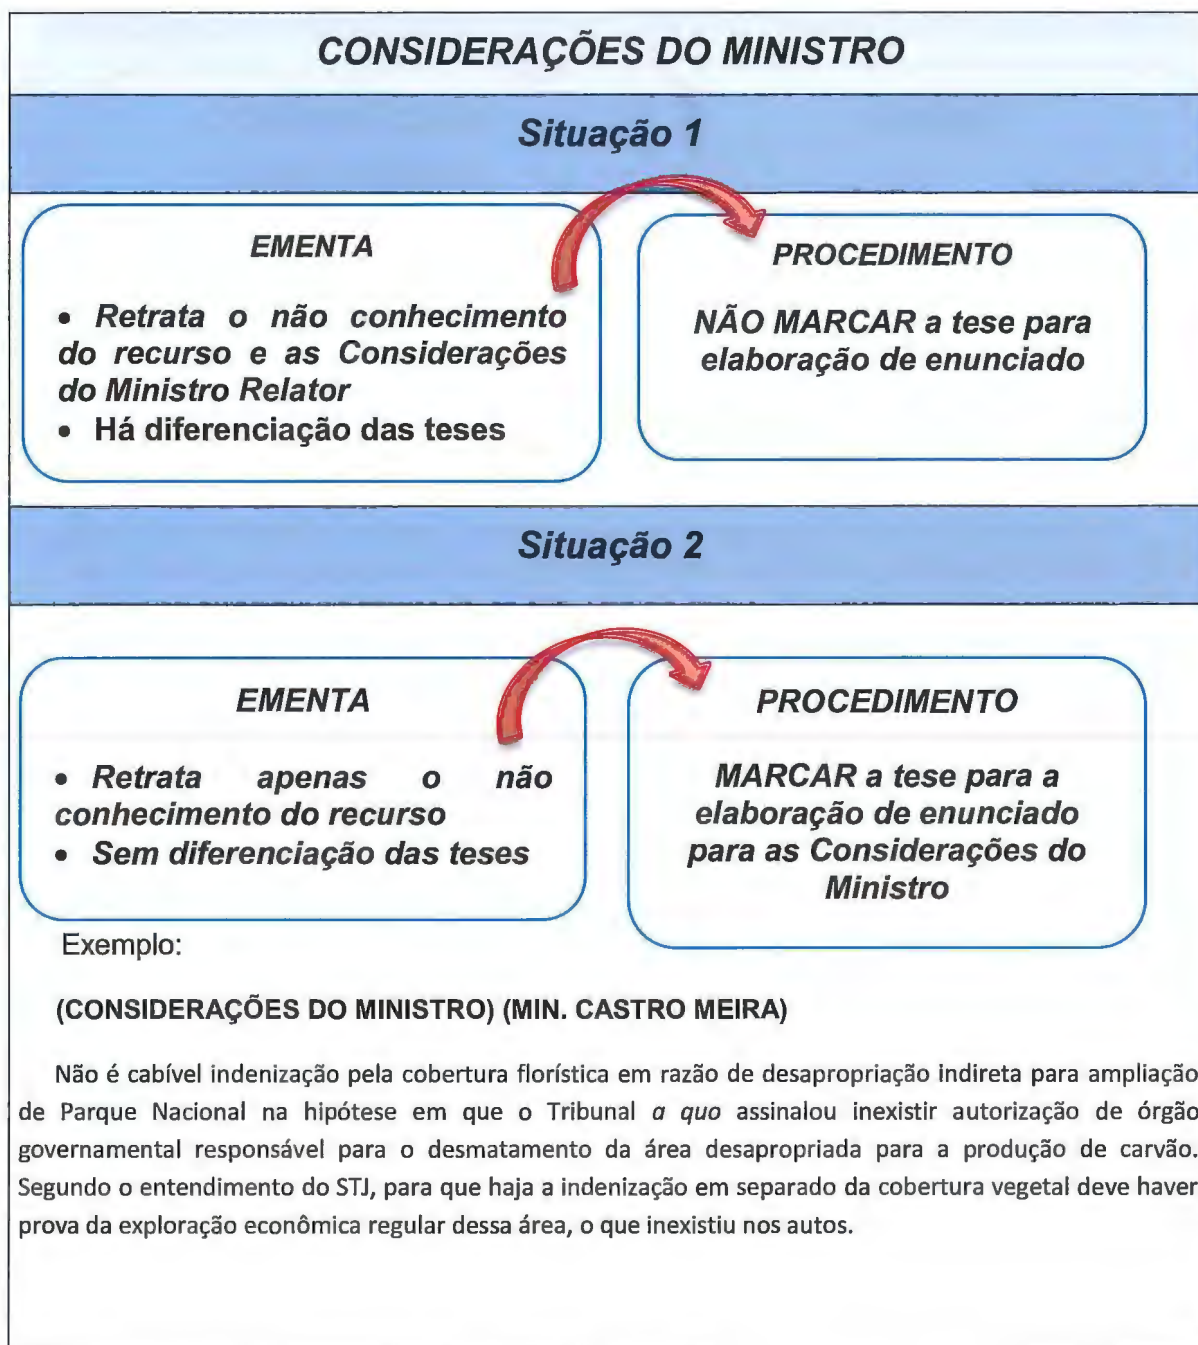 CONSIDERAÇÕES DO MINISTRO
Situação 1
EMENTA
• Retrata o não conhecimento
do recurso e as Considerações
do Ministro Relator
• Há diferenciação das teses
PROCEDIMENTO
NÃO MARCAR a tese para
elaboração de enunciado
Situação 2
EMENTA
• Retrata apenas o não
conhecimento do recurso
• Sem diferenciação das teses
PROCEDIMENTO
MARCAR a tese para a
elaboração de enunciado
para as Considerações do
Ministro
Exemplo:
(CONSIDERAÇÕES DO MINISTRO) (MIN. CASTRO MEIRA)
Não é cabível indenização pela cobertura florística em razão de desapropriação indireta para ampliação
de Parque Nacional na hipótese em que o Tribunal a quo assinalou inexistir autorização de órgão
governamental responsável para o desmatamento da área desapropriada para a produção de carvão.
Segundo o entendimento do STJ, para que haja a indenização em separado da cobertura vegetal deve haver
prova da exploração econômica regular dessa área, o que inexistiu nos autos.